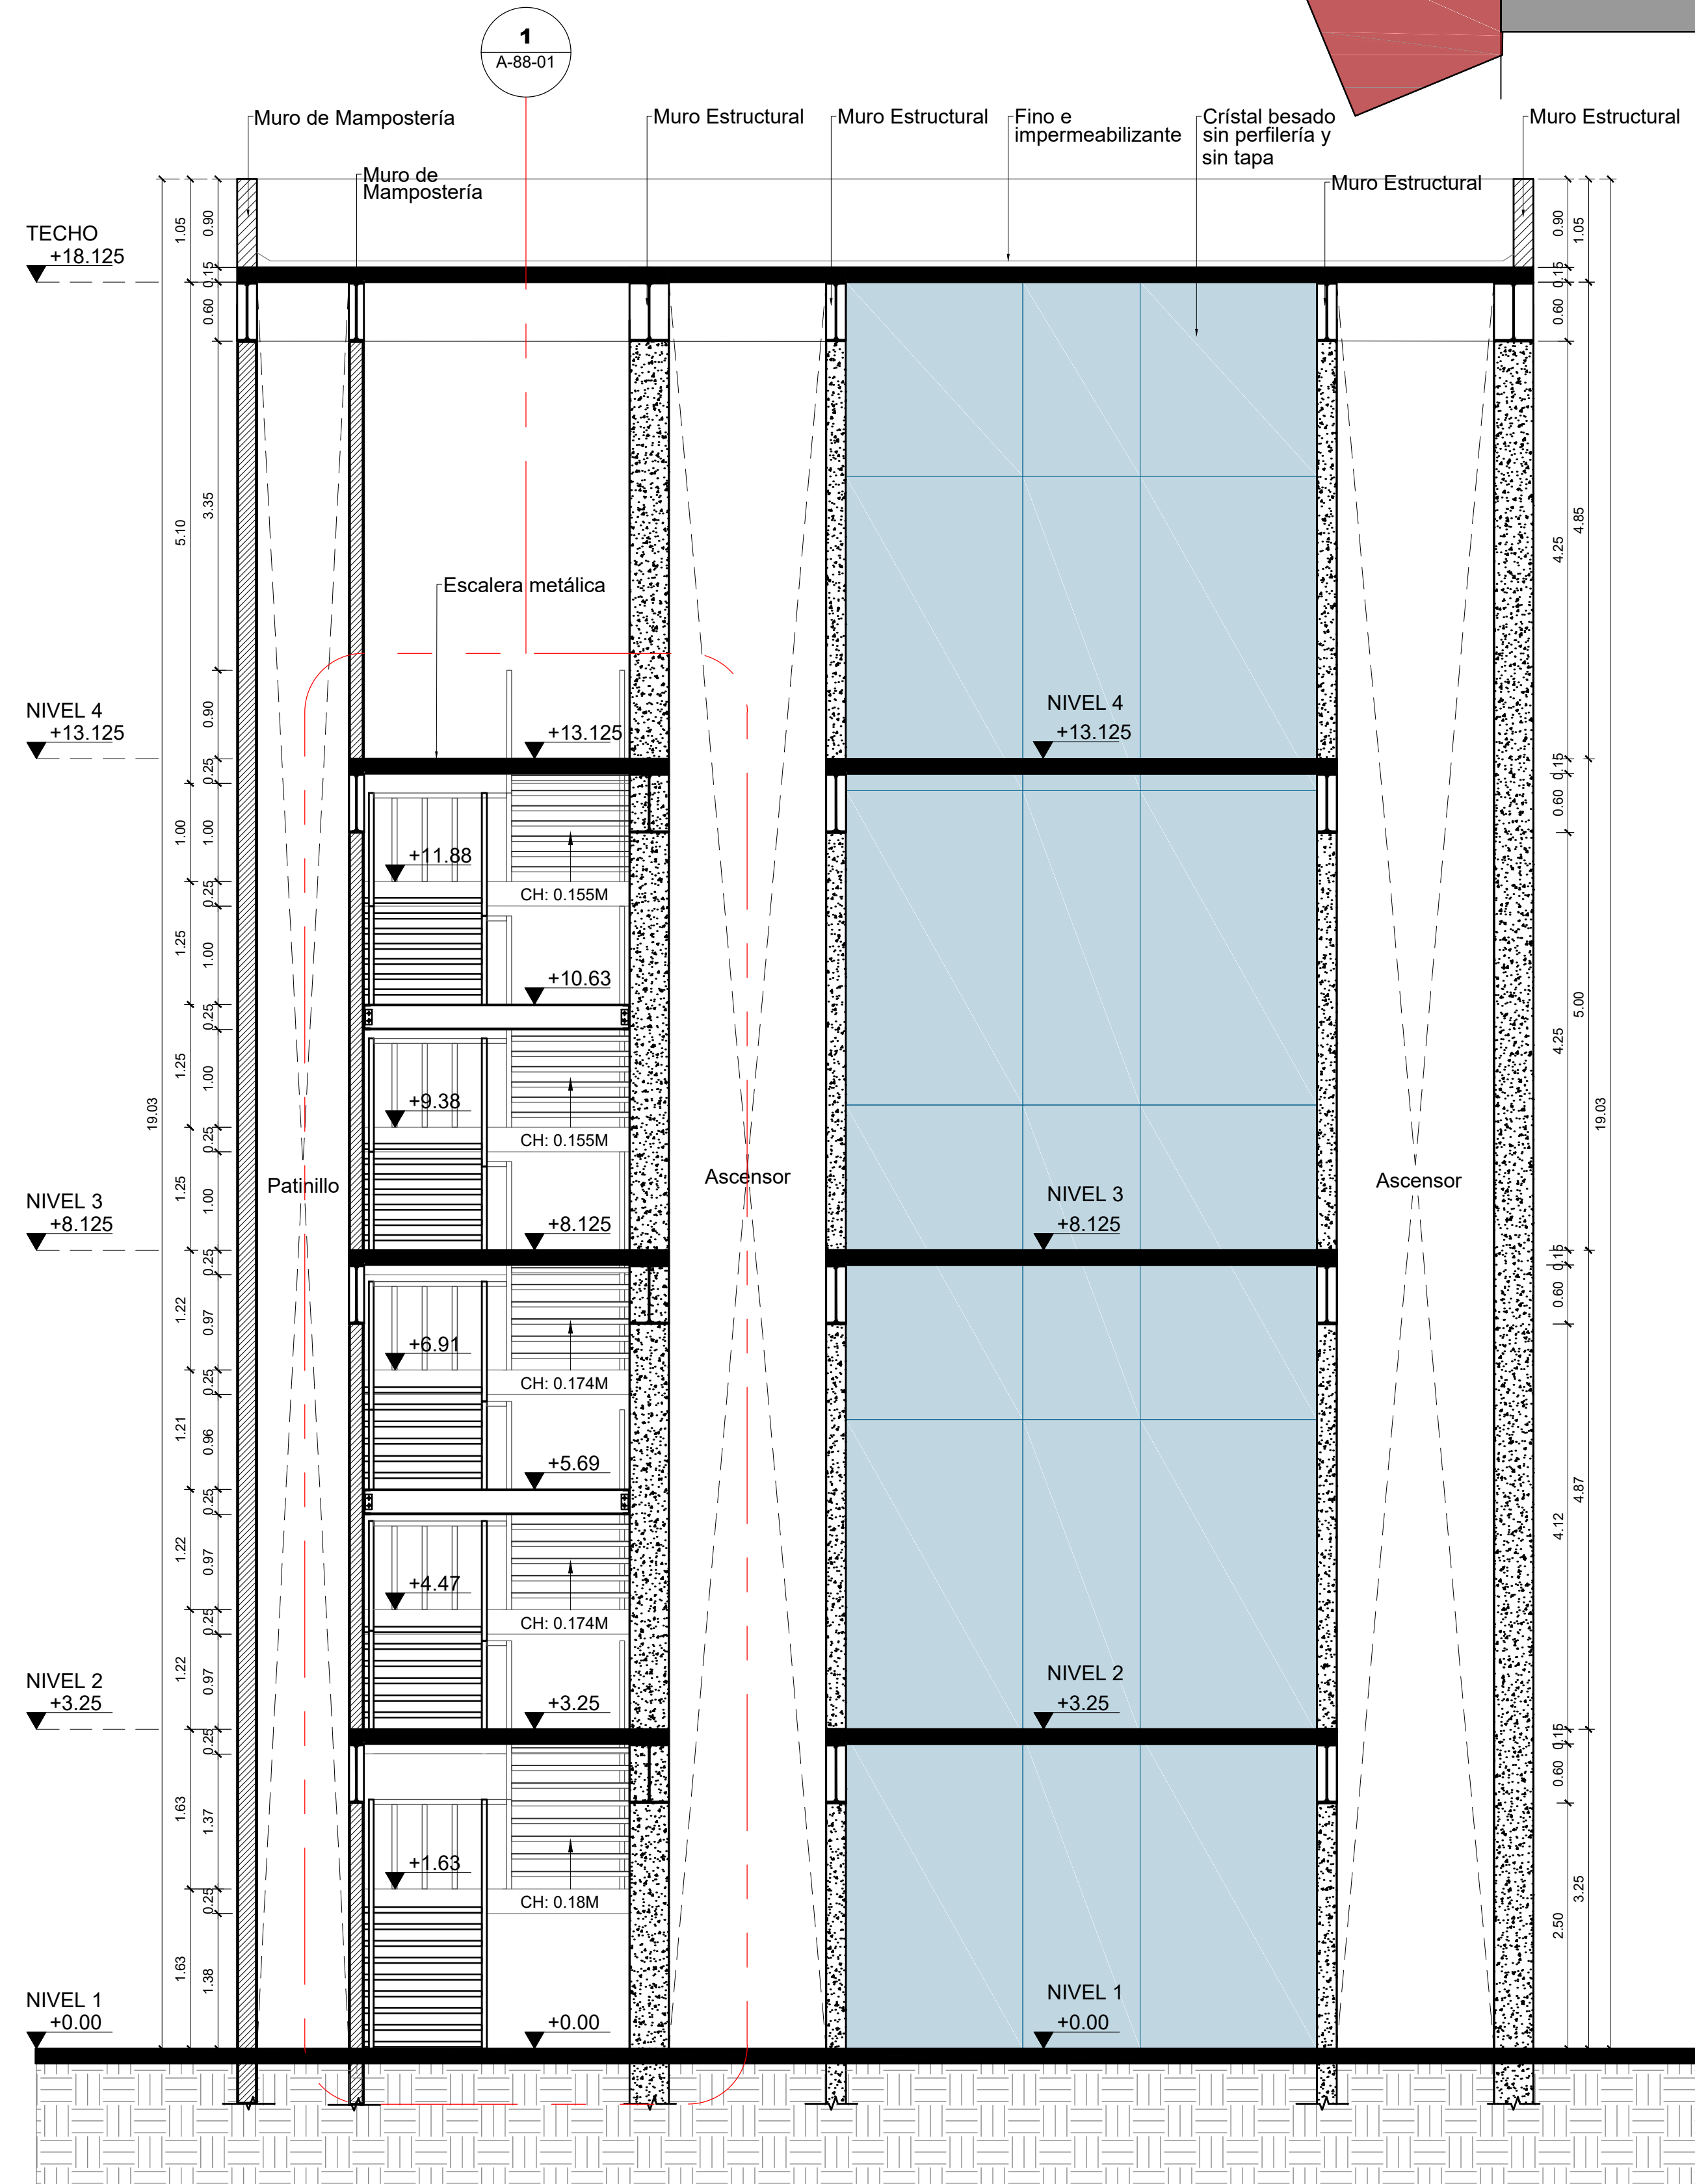 1
A-88-01
Muro de Mampostería
Muro Estructural
Muro Estructural
Fino e
impermeabilizante
Crístal besado
sin perfilería y
sin tapa
Muro Estructural
Muro de
Mampostería
Muro Estructural
TECHO
+18.125
Escalera metálica
NIVEL 4
+13.125
+13.125
NIVEL 4
+13.125
+11.88
CH: 0.155M
+10.63
+9.38
CH: 0.155M
Patinillo
Ascensor
Ascensor
NIVEL 3
+8.125
+8.125
NIVEL 3
+8.125
+6.91
CH: 0.174M
+5.69
+4.47
CH: 0.174M
NIVEL 2
+3.25
+3.25
NIVEL 2
+3.25
+1.63
CH: 0.18M
NIVEL 1
+0.00
+0.00
NIVEL 1
+0.00
19.03
1.05
5.10
1.00
1.25
1.25
1.25
1.22
1.21
1.22
1.22
1.63
1.63
0.90
0.15
0.60
3.35
0.90
0.25
1.00
0.25
1.00
0.25
1.00
0.25
1.00
0.25
0.97
0.25
0.96
0.25
0.97
0.25
0.97
0.25
1.37
0.25
1.38
0.90
0.15
0.60
4.25
0.15
0.60
4.25
0.15
0.60
4.12
0.15
0.60
2.50
1.05
4.85
5.00
4.87
3.25
19.03